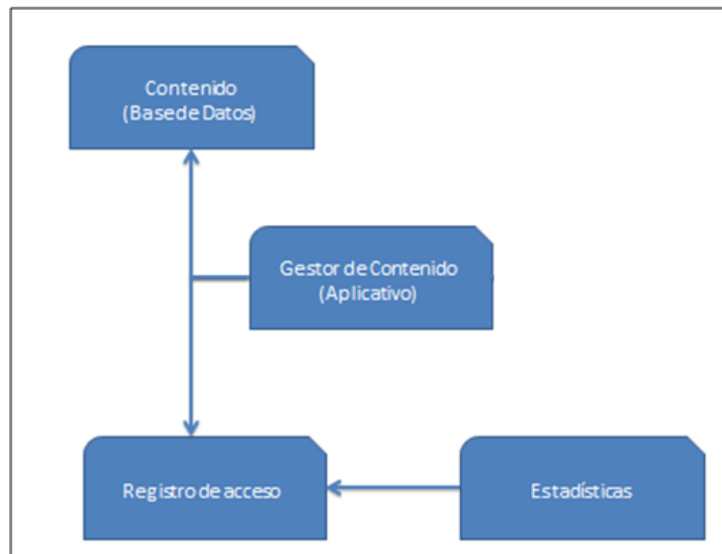 Contenido
(Base de Datos)
Gestor de Contenido
(Aplicativo)
Registro de acceso
Estadísticas